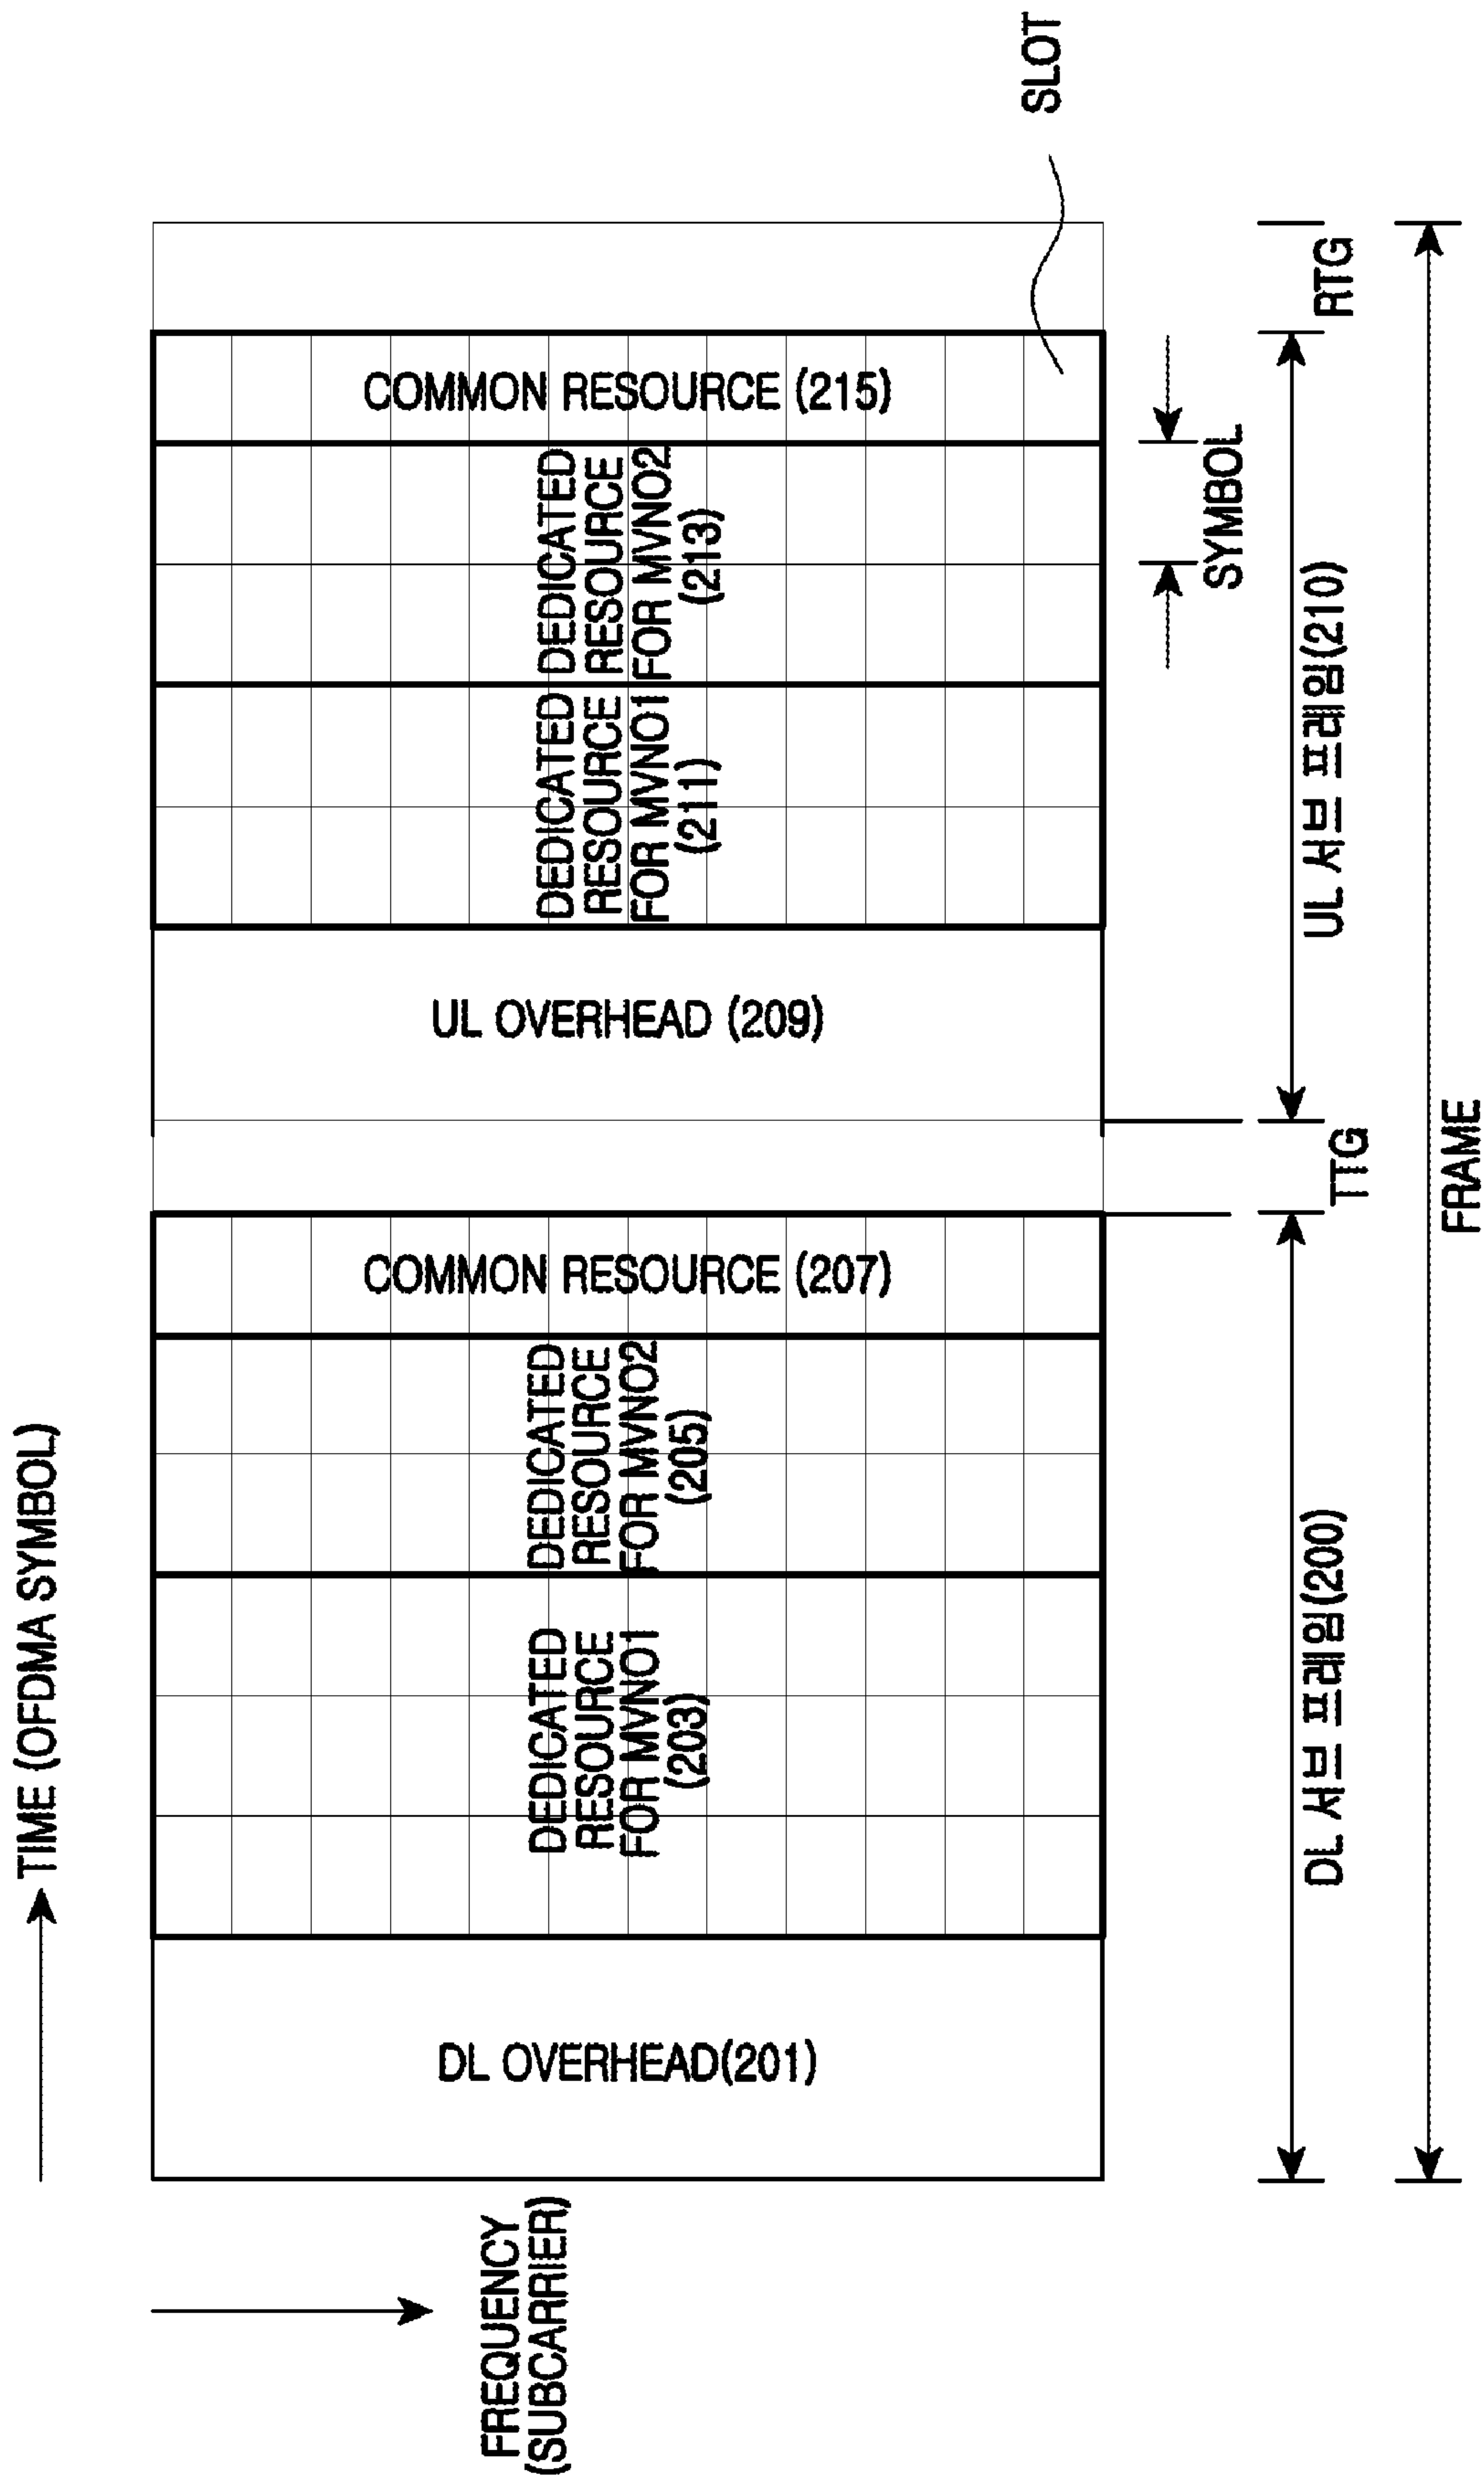 TIME (OFDMA SYMBOL)
FREQUENCY
(SUBCARRIER)
DL OVERHEAD(201)
DEDICATED
RESOURCE
FOR MVNO1
(203)
DEDICATED
RESOURCE
FOR MVNO2
(205)
COMMON RESOURCE (207)
UL OVERHEAD (209)
DEDICATED
RESOURCE
FOR MVNO1
(211)
DEDICATED
RESOURCE
FOR MVNO2
(213)
COMMON RESOURCE (215)
SLOT
SYMBOL
DL 서브 프레임(200)
TTG
UL 서브 프레임(210)
RTG
FRAME